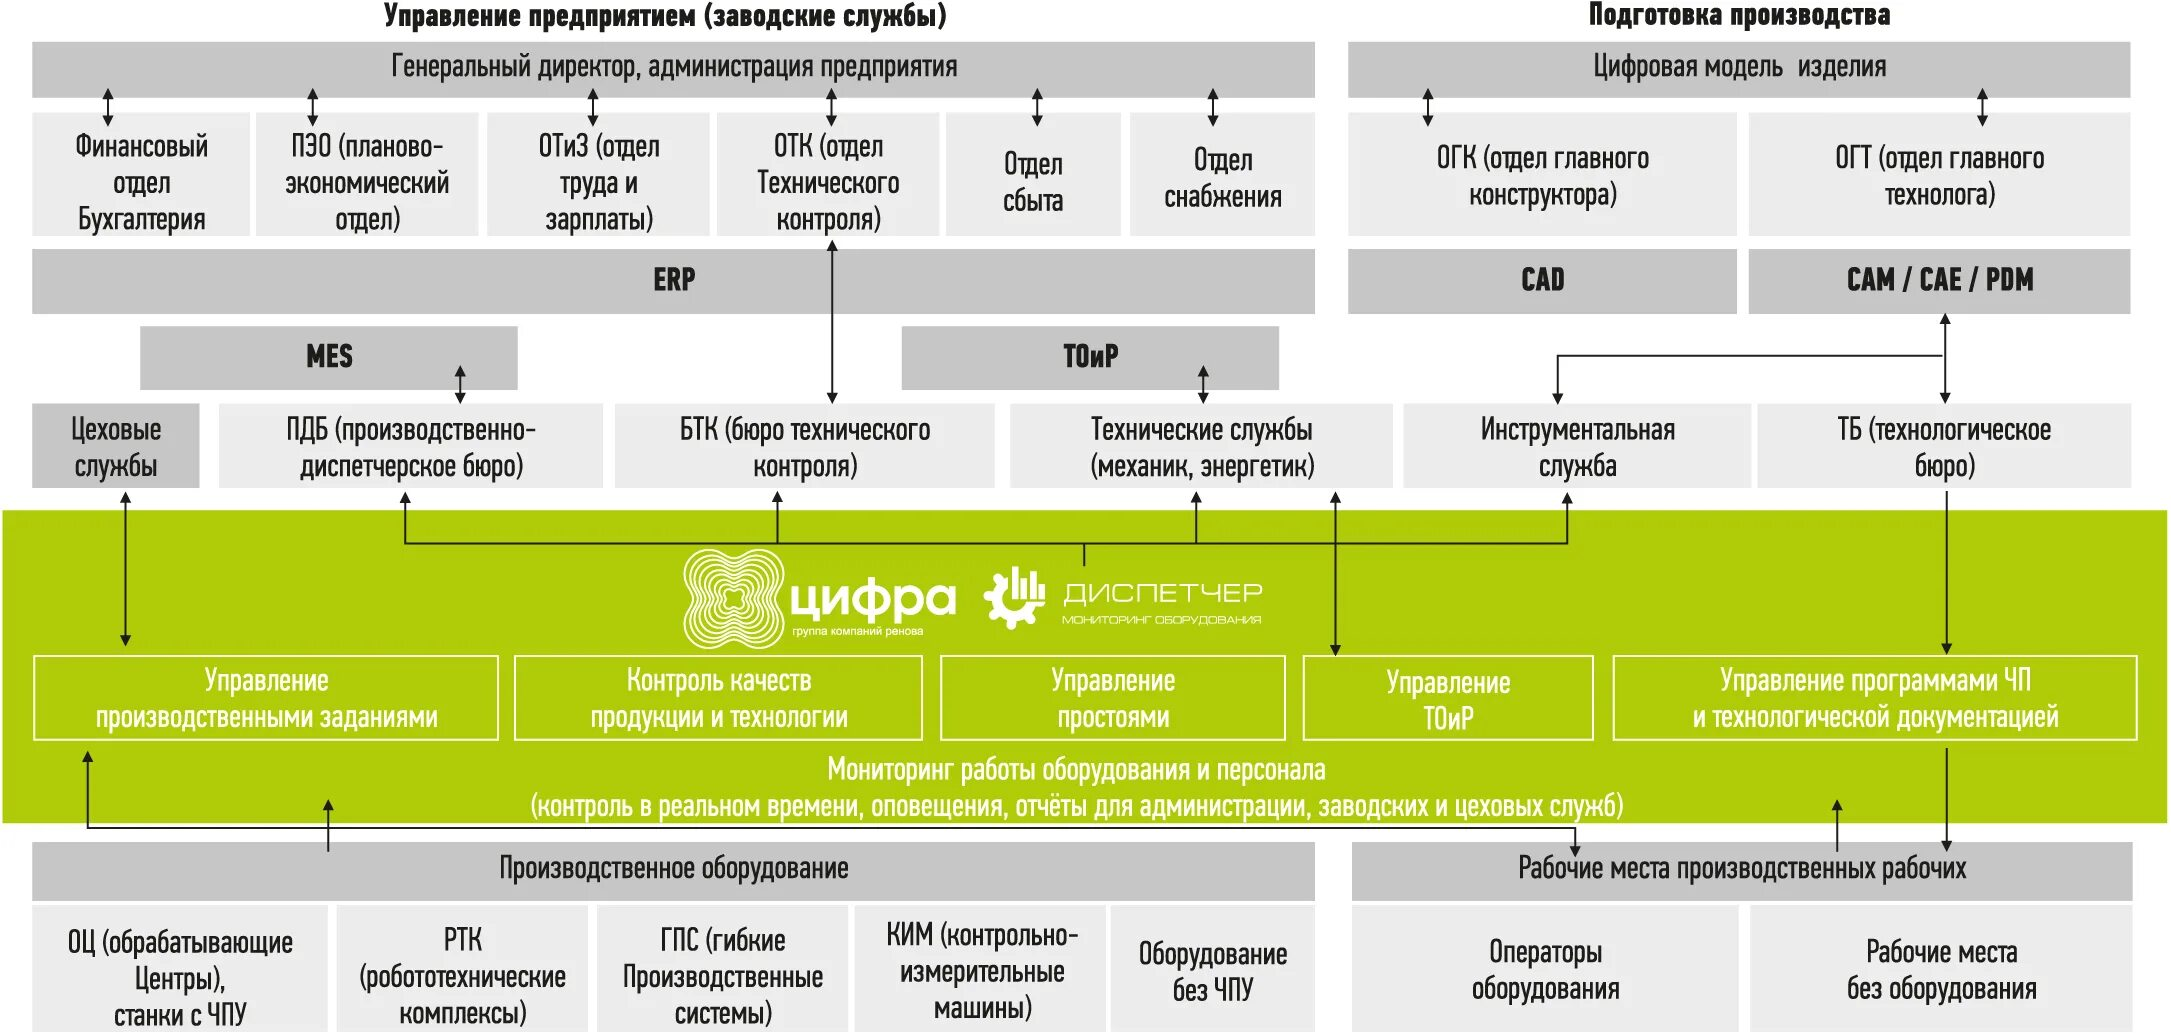 Управление предприятием (заводские службы)
Подготовка производства
Генеральный директор, администрация предприятия
Цифровая модель изделия
Финансовый
отдел
Бухгалтерия
ПЭО (планово-
экономический
отдел)
ОТиЗ (отдел
труда и
зарплаты)
ОТК (отдел
Технического
контроля)
Отдел
сбыта
Отдел
снабжения
ОГК (отдел главного
конструктора)
ОГТ (отдел главного
технолога)
ERP
CAD
CAM / CAE / PDM
MES
ТОиР
Цеховые
службы
ПДБ (производственно-
диспетчерское бюро)
БТК (бюро технического
контроля)
Технические службы
(механик, энергетик)
Инструментальная
служба
ТБ (технологическое
бюро)
цифра
группа компаний ренова
ДИСПЕТЧЕР
МОНИТОРИНГ ОБОРУДОВАНИЯ
Управление
производственными заданиями
Контроль качеств
продукции и технологии
Управление
простоями
Управление
ТОиР
Управление программами ЧП
и технологической документацией
Мониторинг работы оборудования и персонала
(контроль в реальном времени, оповещения, отчёты для администрации, заводских и цеховых служб)
Производственное оборудование
Рабочие места производственных рабочих
ОЦ (обрабатывающие
Центры),
станки с ЧПУ
РТК
(робототехнические
комплексы)
ГПС (гибкие
Производственные
системы)
КИМ (контрольно-
измерительные
машины)
Оборудование
без ЧПУ
Операторы
оборудования
Рабочие места
без оборудования